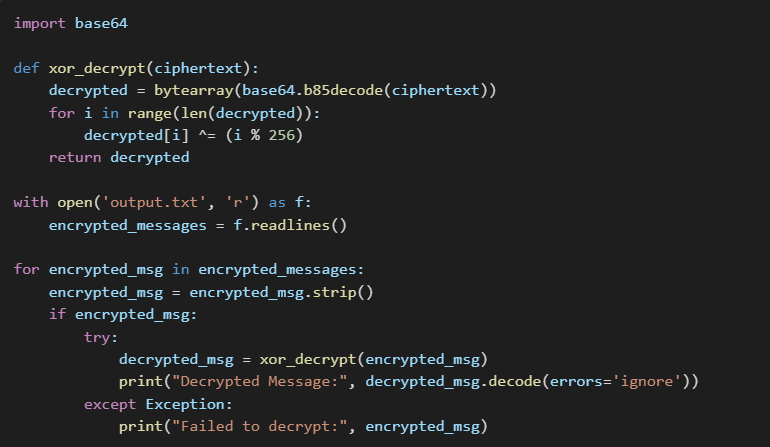 import base64

def xor_decrypt(ciphertext):
    decrypted = bytearray(base64.b85decode(ciphertext))
    for i in range(len(decrypted)):
        decrypted[i] ^= (i % 256)
    return decrypted

with open('output.txt', 'r') as f:
    encrypted_messages = f.readlines()

for encrypted_msg in encrypted_messages:
    encrypted_msg = encrypted_msg.strip()
    if encrypted_msg:
        try:
            decrypted_msg = xor_decrypt(encrypted_msg)
            print("Decrypted Message:", decrypted_msg.decode(errors='ignore'))
        except Exception:
            print("Failed to decrypt:", encrypted_msg)